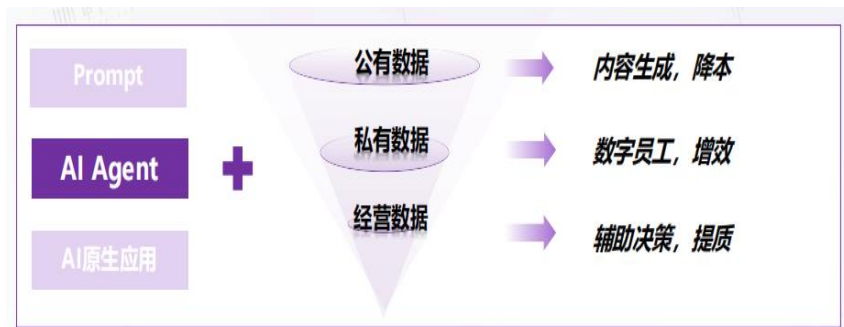 Prompt
AI Agent
AI原生应用
公有数据
私有数据
经营数据
内容生成，降本
数字员工，增效
辅助决策，提质